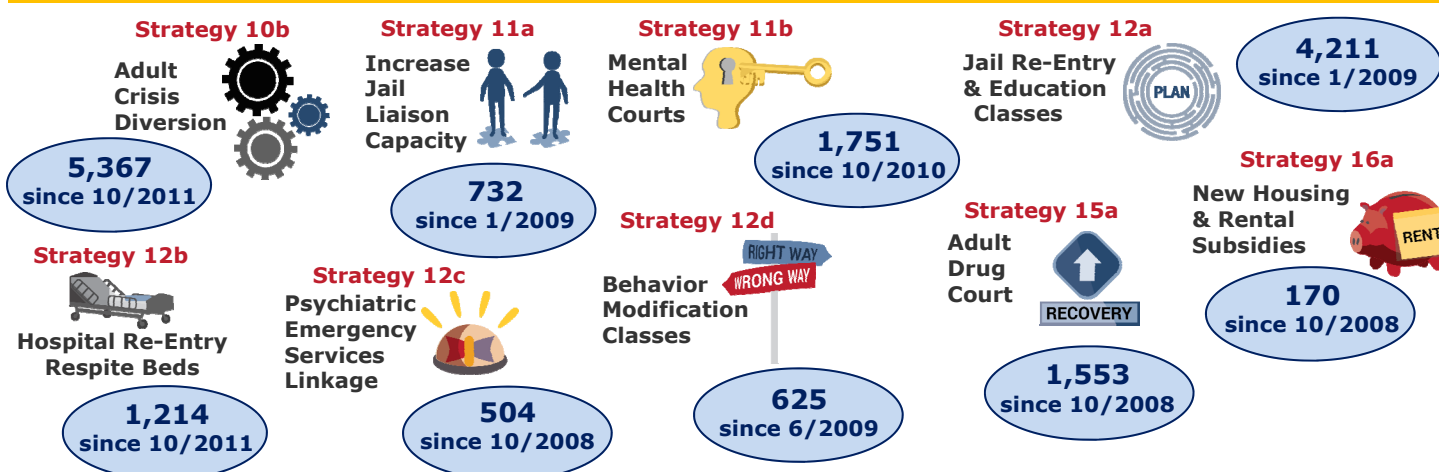 Strategy 10b
Adult
Crisis
Diversion
5,367
since 10/2011
Strategy 11a
Increase
Jail
Liaison
Capacity
732
since 1/2009
Strategy 11b
Mental
Health
Courts
1,751
since 10/2010
Strategy 12a
Jail Re-Entry
& Education
Classes
PLAN
4,211
since 1/2009
Strategy 12b
Hospital Re-Entry
Respite Beds
1,214
since 10/2011
Strategy 12c
Psychiatric
Emergency
Services
Linkage
504
since 10/2008
Strategy 12d
Behavior
Modification
Classes
RIGHT WAY
WRONG WAY
625
since 6/2009
Strategy 15a
Adult
Drug
Court
RECOVERY
1,553
since 10/2008
Strategy 16a
New Housing
& Rental
Subsidies
RENT
170
since 10/2008